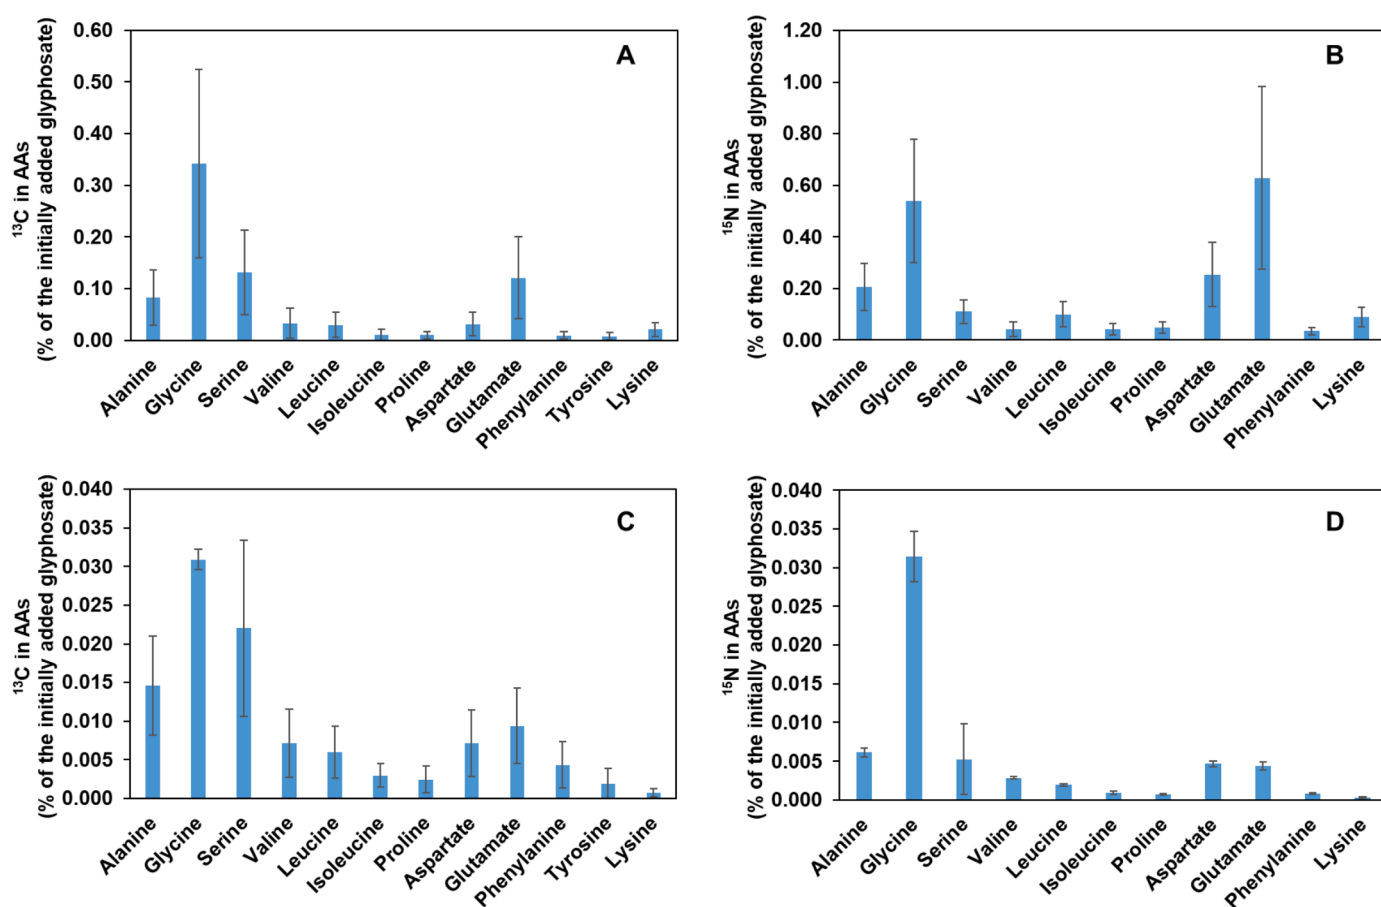 A
0.60
0.50
0.40
0.30
0.20
0.10
0.00
13C in AAs
(% of the initially added glyphosate)
Alanine
Glycine
Serine
Valine
Leucine
Isoleucine
Proline
Aspartate
Glutamate
Phenylanine
Tyrosine
Lysine
B
1.20
1.00
0.80
0.60
0.40
0.20
0.00
15N in AAs
(% of the initially added glyphosate)
Alanine
Glycine
Serine
Valine
Leucine
Isoleucine
Proline
Aspartate
Glutamate
Phenylanine
Lysine
C
0.040
0.035
0.030
0.025
0.020
0.015
0.010
0.005
0.000
13C in AAs
(% of the initially added glyphosate)
Alanine
Glycine
Serine
Valine
Leucine
Isoleucine
Proline
Aspartate
Glutamate
Phenylanine
Tyrosine
Lysine
D
0.040
0.035
0.030
0.025
0.020
0.015
0.010
0.005
0.000
15N in AAs
(% of the initially added glyphosate)
Alanine
Glycine
Serine
Valine
Leucine
Isoleucine
Proline
Aspartate
Glutamate
Phenylanine
Lysine